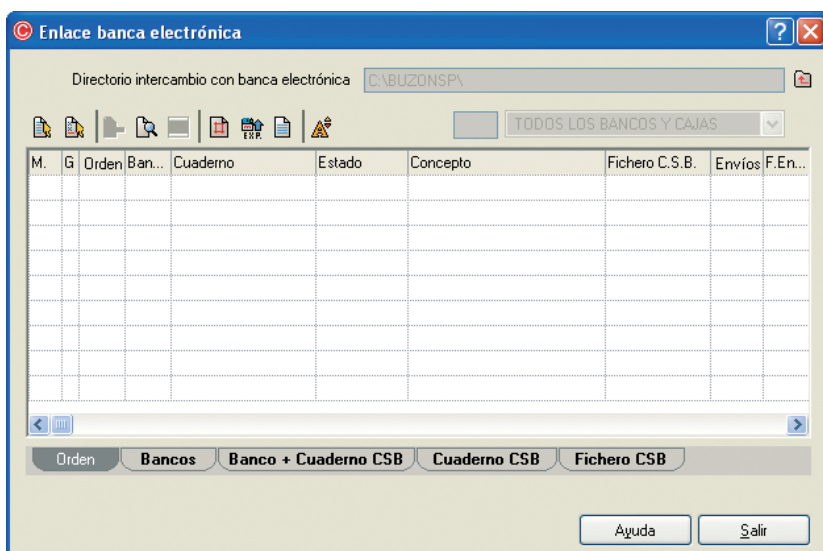 © Enlace banca electrónica
Directorio intercambio con banca electrónica C:\BUZONSP\
EXP. TODOS LOS BANCOS Y CAJAS
M. G Orden Ban... Cuaderno Estado Concepto Fichero C.S.B. Envíos F.En...
Orden Bancos Banco + Cuaderno CSB Cuaderno CSB Fichero CSB
Ayuda Salir